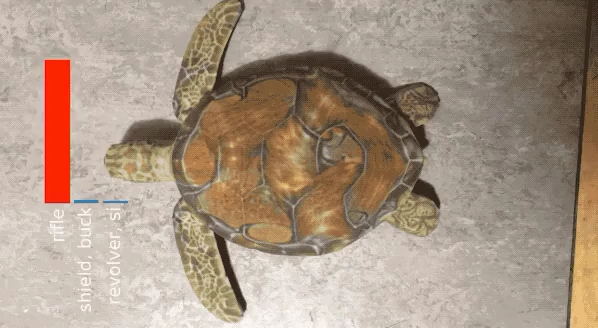 rifle
shield, buck
revolver, si